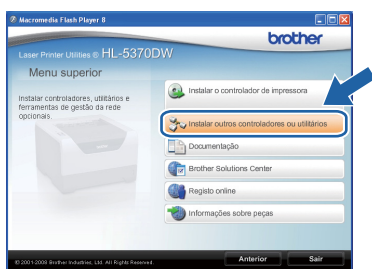 Macromedia Flash Player 8
brother
Laser Printer Utilities ® HL-5370DW
Menu superior
Instalar controladores, utilitários e
ferramentas de gestão da rede
opcionais.
Instalar o controlador de impressora
Instalar outros controladores ou utilitários
Documentação
Brother Solutions Center
Registo online
Informações sobre peças
© 2001-2008 Brother Industries, Ltd. All Rights Reserved.
Anterior
Sair